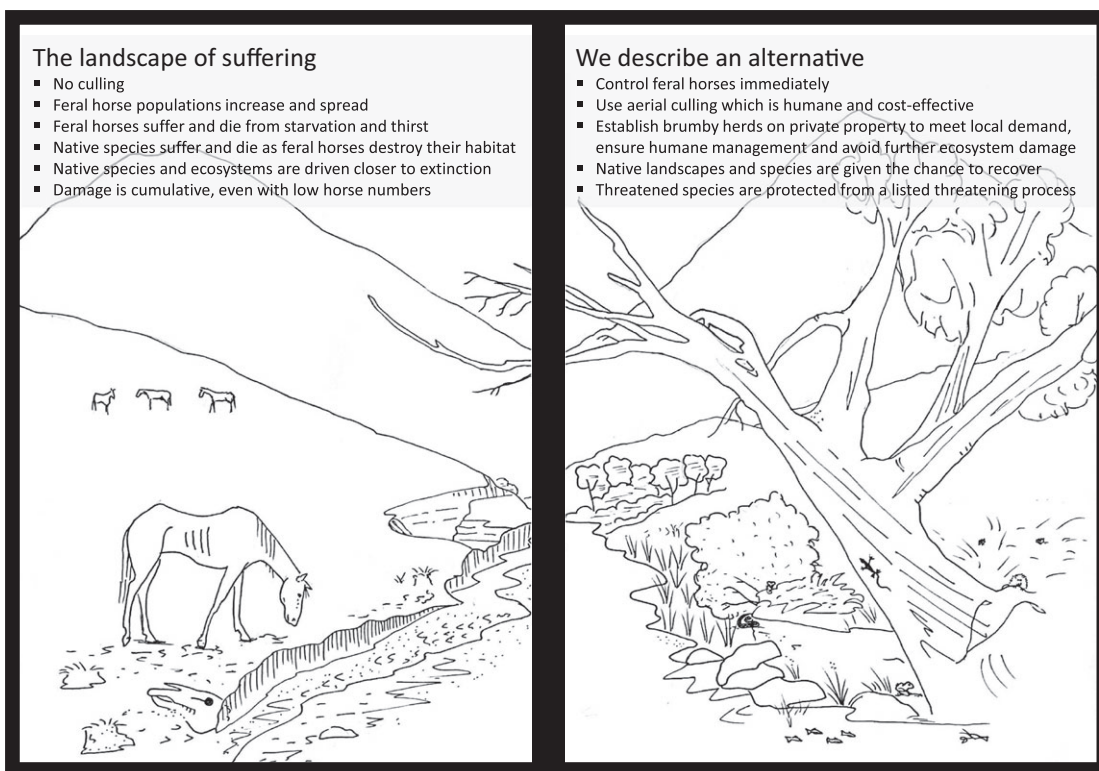 The landscape of suffering
▪ No culling
▪ Feral horse populations increase and spread
▪ Feral horses suffer and die from starvation and thirst
▪ Native species suffer and die as feral horses destroy their habitat
▪ Native species and ecosystems are driven closer to extinction
▪ Damage is cumulative, even with low horse numbers
We describe an alternative
▪ Control feral horses immediately
▪ Use aerial culling which is humane and cost-effective
▪ Establish brumby herds on private property to meet local demand,
ensure humane management and avoid further ecosystem damage
▪ Native landscapes and species are given the chance to recover
▪ Threatened species are protected from a listed threatening process